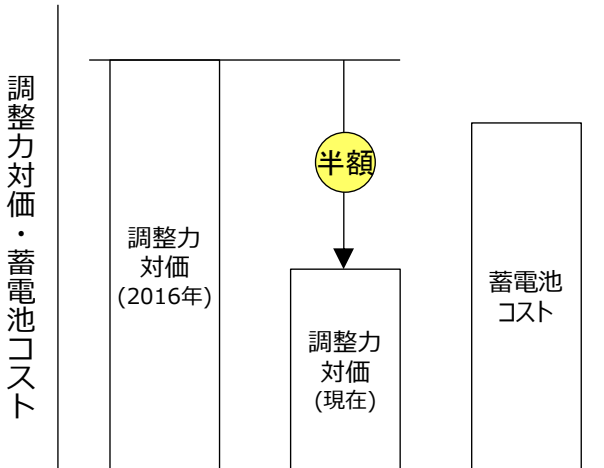 調整力対価・蓄電池コスト
調整力
対価
(2016年)
半額
調整力
対価
(現在)
蓄電池
コスト